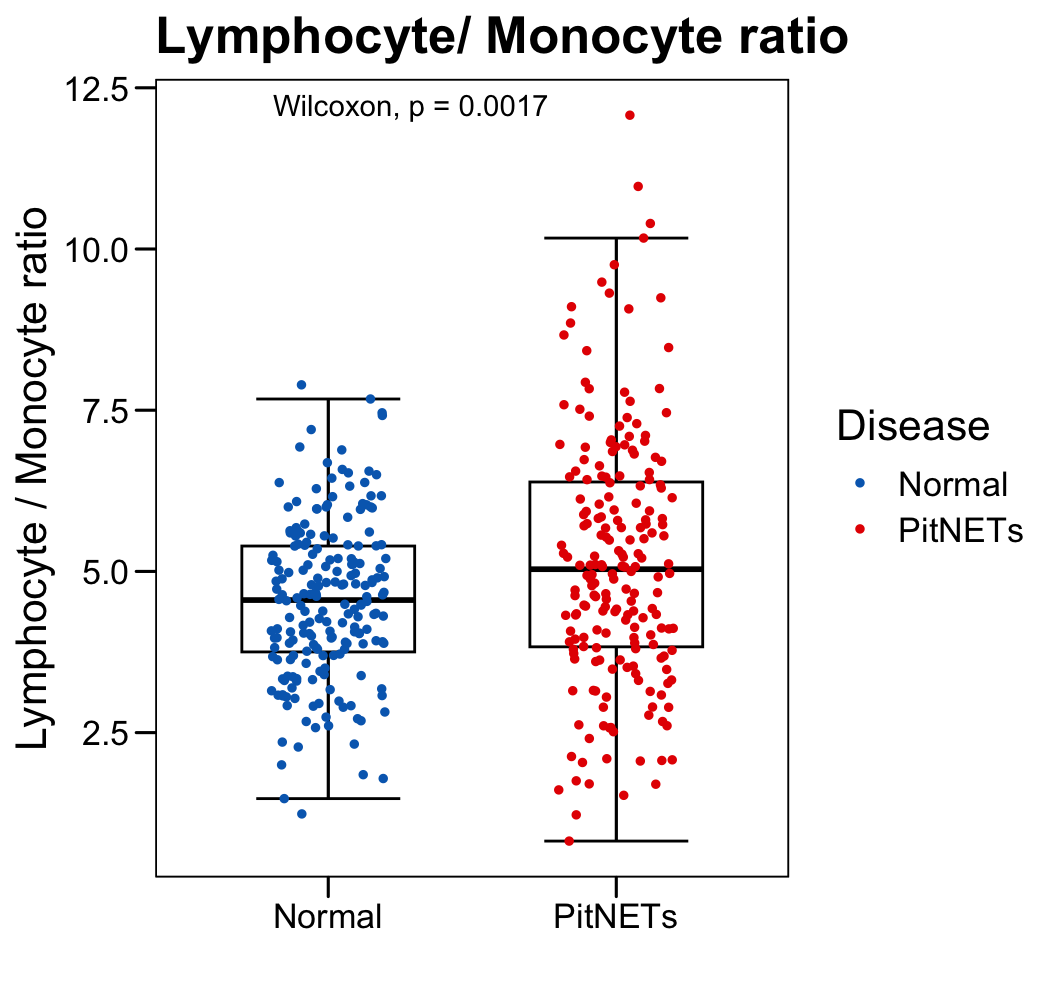 Lymphocyte/ Monocyte ratio
Wilcoxon, p = 0.0017
Lymphocyte / Monocyte ratio
12.5
10.0
7.5
5.0
2.5
Normal
PitNETs
Disease
Normal
PitNETs